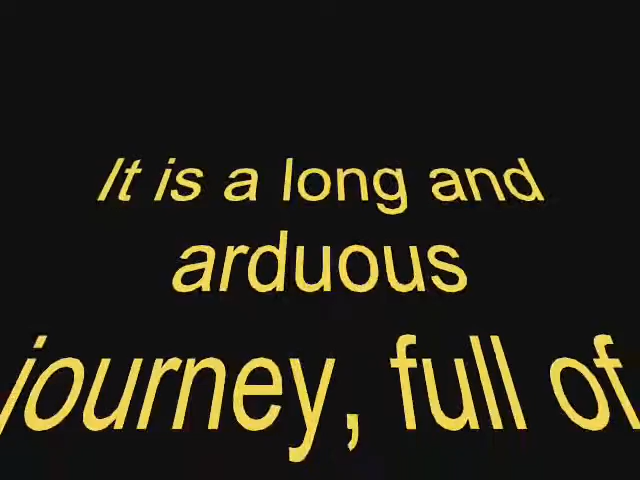 It is a long and
arduous
journey, full of